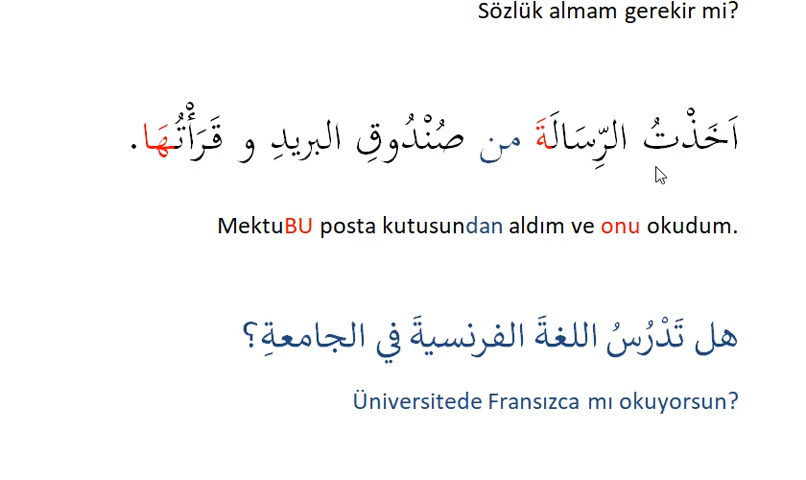 Sözlük almam gerekir mi?
اَخَذْتُ الرِّسَالَةَ من صُنْدُوقِ البريدِ و قَرَأْتُهَا.
MektuBU posta kutusundan aldım ve onu okudum.
هل تَدْرُسُ اللغةَ الفرنسيةَ في الجامعةِ؟
Üniversitede Fransızca mı okuyorsun?